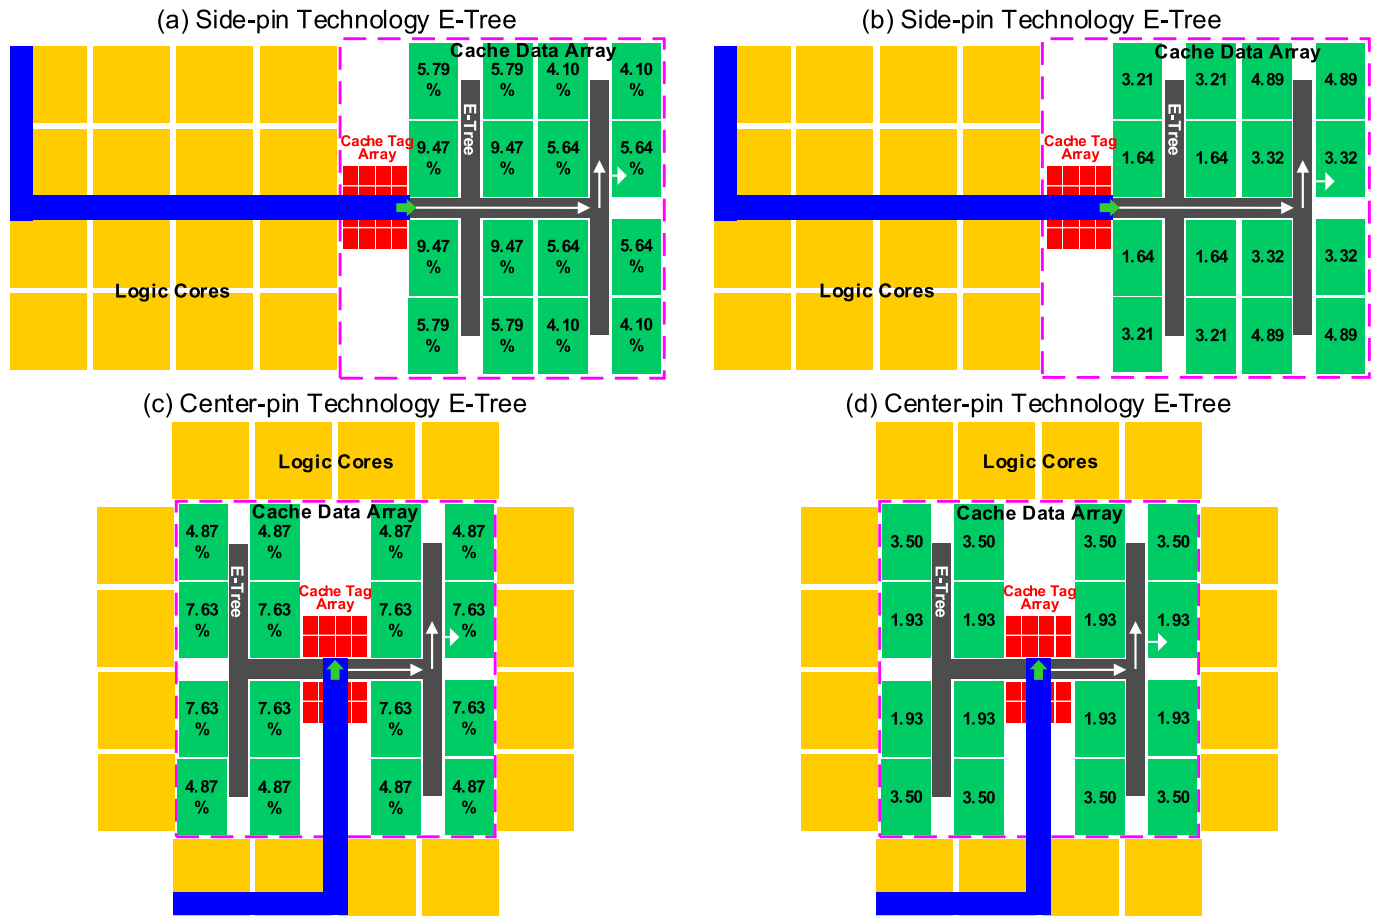 (a) Side-pin Technology E-Tree
Cache Data Array
5.79 % 5.79 % 4.10 % 4.10 %
E-Tree
Cache Tag
Array
9.47 % 9.47 % 5.64 % 5.64 %
9.47 % 9.47 % 5.64 % 5.64 %
Logic Cores
5.79 % 5.79 % 4.10 % 4.10 %
(b) Side-pin Technology E-Tree
Cache Data Array
3.21 3.21 4.89 4.89
E-Tree
Cache Tag
Array
1.64 1.64 3.32 3.32
1.64 1.64 3.32 3.32
Logic Cores
3.21 3.21 4.89 4.89
(c) Center-pin Technology E-Tree
Logic Cores
Cache Data Array
4.87 % 4.87 % 4.87 % 4.87 %
E-Tree
Cache Tag
Array
7.63 % 7.63 % 7.63 % 7.63 %
7.63 % 7.63 % 7.63 % 7.63 %
4.87 % 4.87 % 4.87 % 4.87 %
(d) Center-pin Technology E-Tree
Logic Cores
Cache Data Array
3.50 3.50 3.50 3.50
E-Tree
Cache Tag
Array
1.93 1.93 1.93 1.93
1.93 1.93 1.93 1.93
3.50 3.50 3.50 3.50